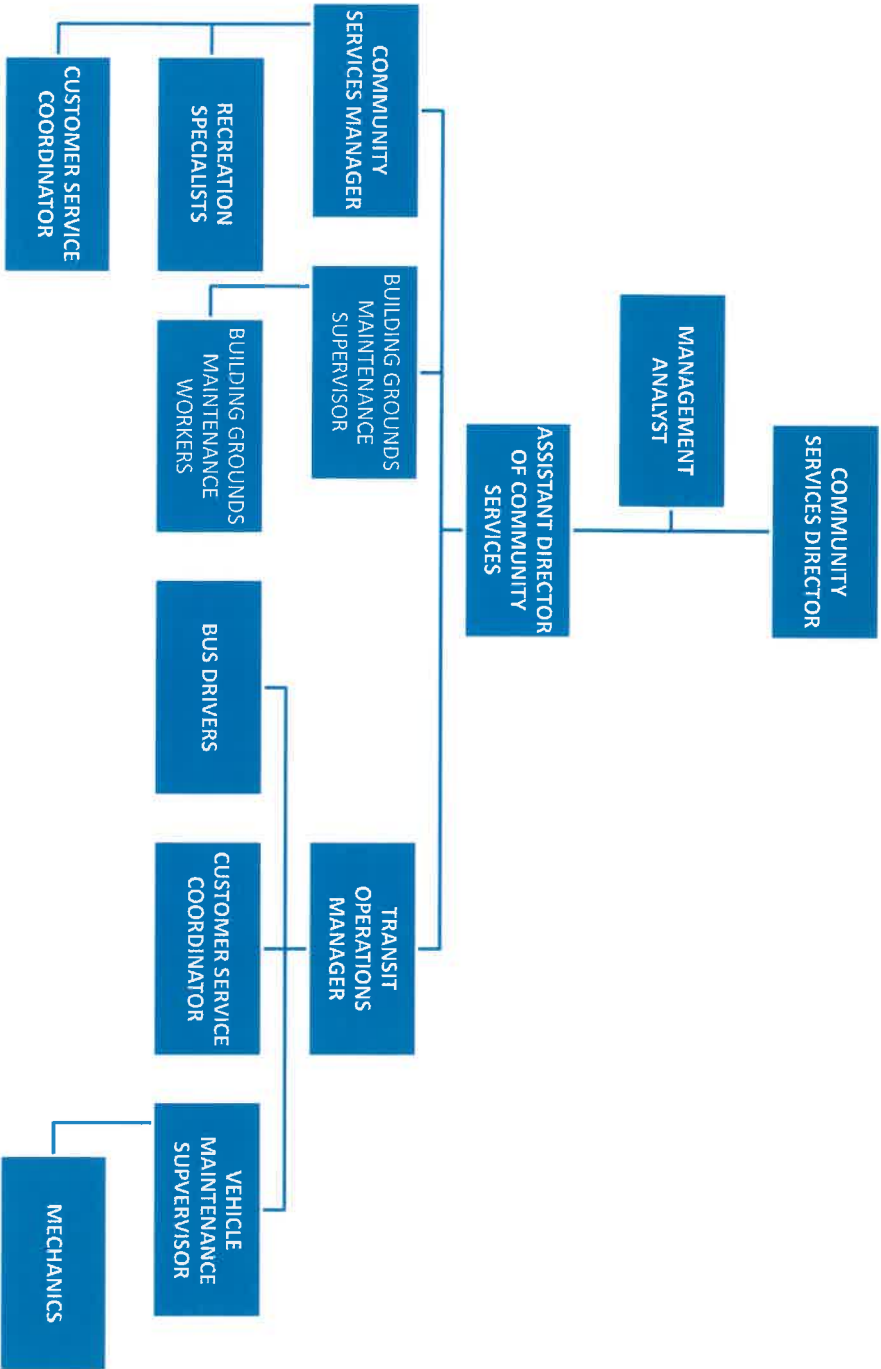 COMMUNITY
SERVICES DIRECTOR
MANAGEMENT
ANALYST
ASSISTANT DIRECTOR
OF COMMUNITY
SERVICES
COMMUNITY
SERVICES MANAGER
RECREATION
SPECIALISTS
CUSTOMER SERVICE
COORDINATOR
BUILDING GROUNDS
MAINTENANCE
SUPERVISOR
BUILDING GROUNDS
MAINTENANCE
WORKERS
TRANSIT
OPERATIONS
MANAGER
BUS DRIVERS
CUSTOMER SERVICE
COORDINATOR
VEHICLE
MAINTENANCE
SUPVERVISOR
MECHANICS